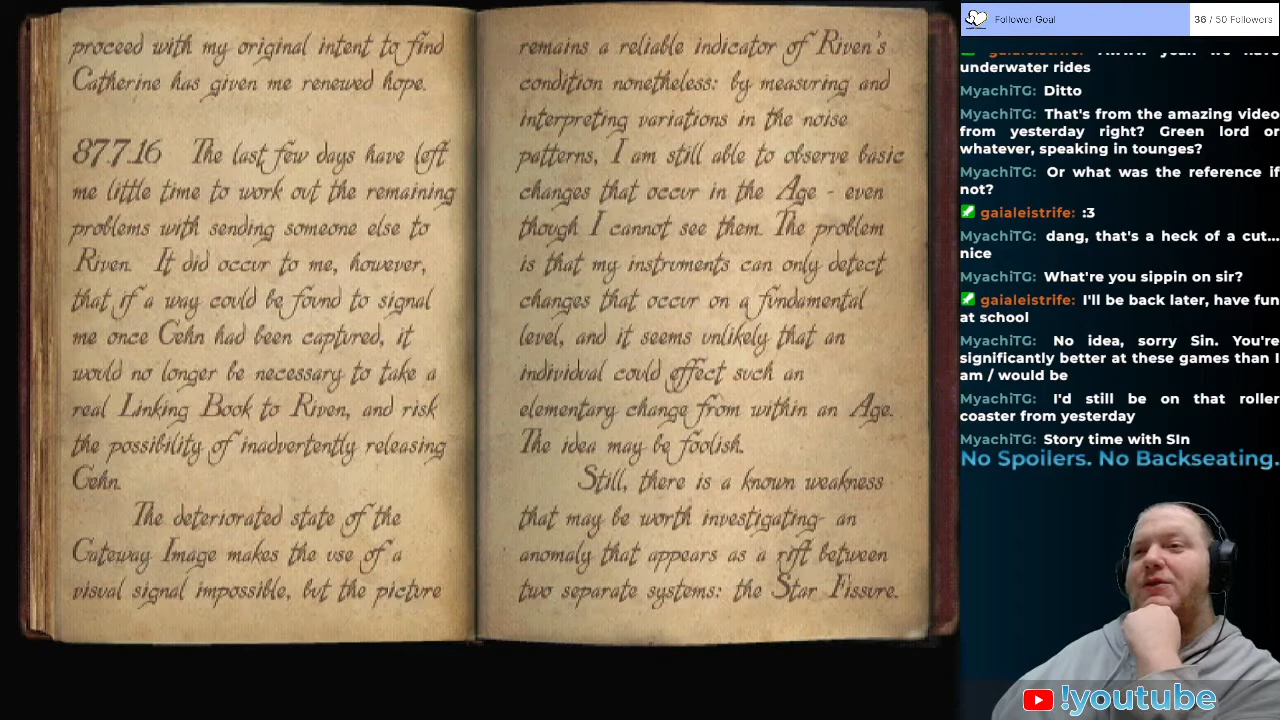 proceed with my original intent to find
Catherine has given me renewed hope.
87.7.16 The last few days have left
me little time to work out the remaining
problems with sending someone else to
Riven. It did occur to me, however,
that if a way could be found to signal
me once Gehn had been captured, it
would no longer be necessary to take a
real Linking Book to Riven, and risk
the possibility of inadvertently releasing
Gehn.
The deteriorated state of the
Gateway Image makes the use of a
visual signal impossible, but the picture
remains a reliable indicator of Riven's
condition nonetheless: by measuring and
interpreting variations in the noise
patterns, I am still able to observe basic
changes that occur in the Age - even
though I cannot see them. The problem
is that my instruments can only detect
changes that occur on a fundamental
level, and it seems unlikely that an
individual could effect such an
elementary change from within an Age.
The idea may be foolish.
Still, there is a known weakness
that may be worth investigating- an
anomaly that appears as a rift between
two separate systems: the Star Fissure.
Follower Goal
36 / 50 Followers
underwater rides
MyachiTG: Ditto
MyachiTG: That's from the amazing video
from yesterday right? Green lord or
whatever, speaking in tounges?
MyachiTG: Or what was the reference if
not?
gaialeistrife: :3
MyachiTG: dang, that's a heck of a cut...
nice
MyachiTG: What're you sippin on sir?
gaialeistrife: I'll be back later, have fun
at school
MyachiTG: No idea, sorry Sin. You're
significantly better at these games than I
am / would be
MyachiTG: I'd still be on that roller
coaster from yesterday
MyachiTG: Story time with SIn
No Spoilers. No Backseating.
!youtube